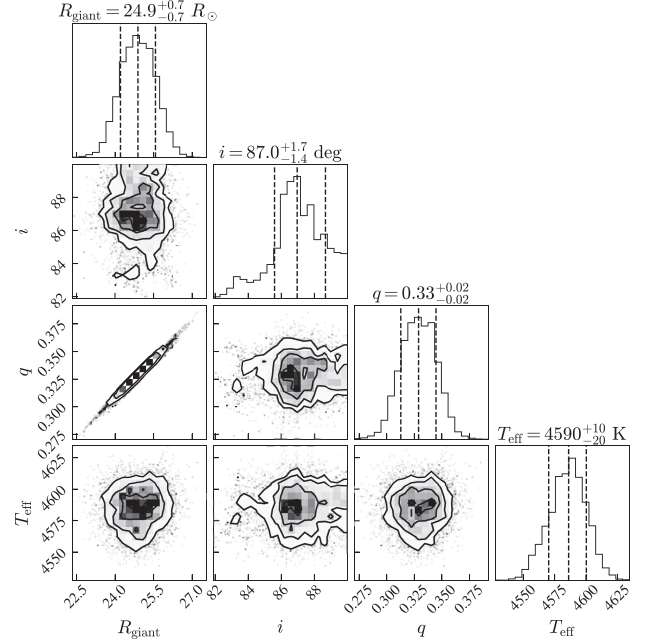 R_giant = 24.9^{+0.7}_{-0.7} R_⊙
i = 87.0^{+1.7}_{-1.4} deg
88
86
84
82
i
q = 0.33^{+0.02}_{-0.02}
0.375
0.350
0.325
0.300
0.275
q
T_eff = 4590^{+10}_{-20} K
4625
4600
4575
4550
T_eff
22.5 24.0 25.5 27.0 82 84 86 88 0.275 0.300 0.325 0.350 0.375 4550 4575 4600 4625
R_giant i q T_eff